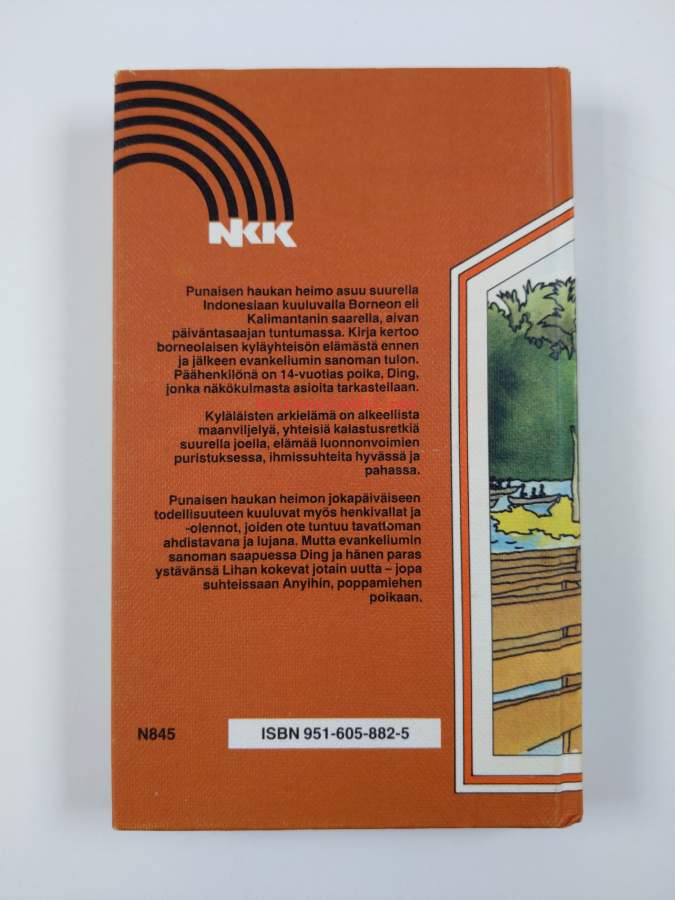 NKK
Punaisen haukan heimo asuu suurella
Indonesiaan kuuluvalla Borneon eli
Kalimantanin saarella, aivan
päiväntasaajan tuntumassa. Kirja kertoo
borneolaisen kyläyhteisön elämästä ennen
ja jälkeen evankeliumin sanoman tulon.
Päähenkilönä on 14-vuotias poika, Ding,
jonka näkökulmasta asioita tarkastellaan.
Kyläläisten arkielämä on alkeellista
maanviljelyä, yhteisiä kalastusretkiä
suurella joella, elämää luonnonvoimien
puristuksessa, ihmissuhteita hyvässä ja
pahassa.
Punaisen haukan heimon jokapäiväiseen
todellisuuteen kuuluvat myös henkivallat ja
-olennot, joiden ote tuntuu tavattoman
ahdistavana ja lujana. Mutta evankeliumin
sanoman saapuessa Ding ja hänen paras
ystävänsä Lihan kokevat jotain uutta – jopa
suhteissaan Anyihin, poppamiehen
poikaan.
N845
ISBN 951-605-882-5